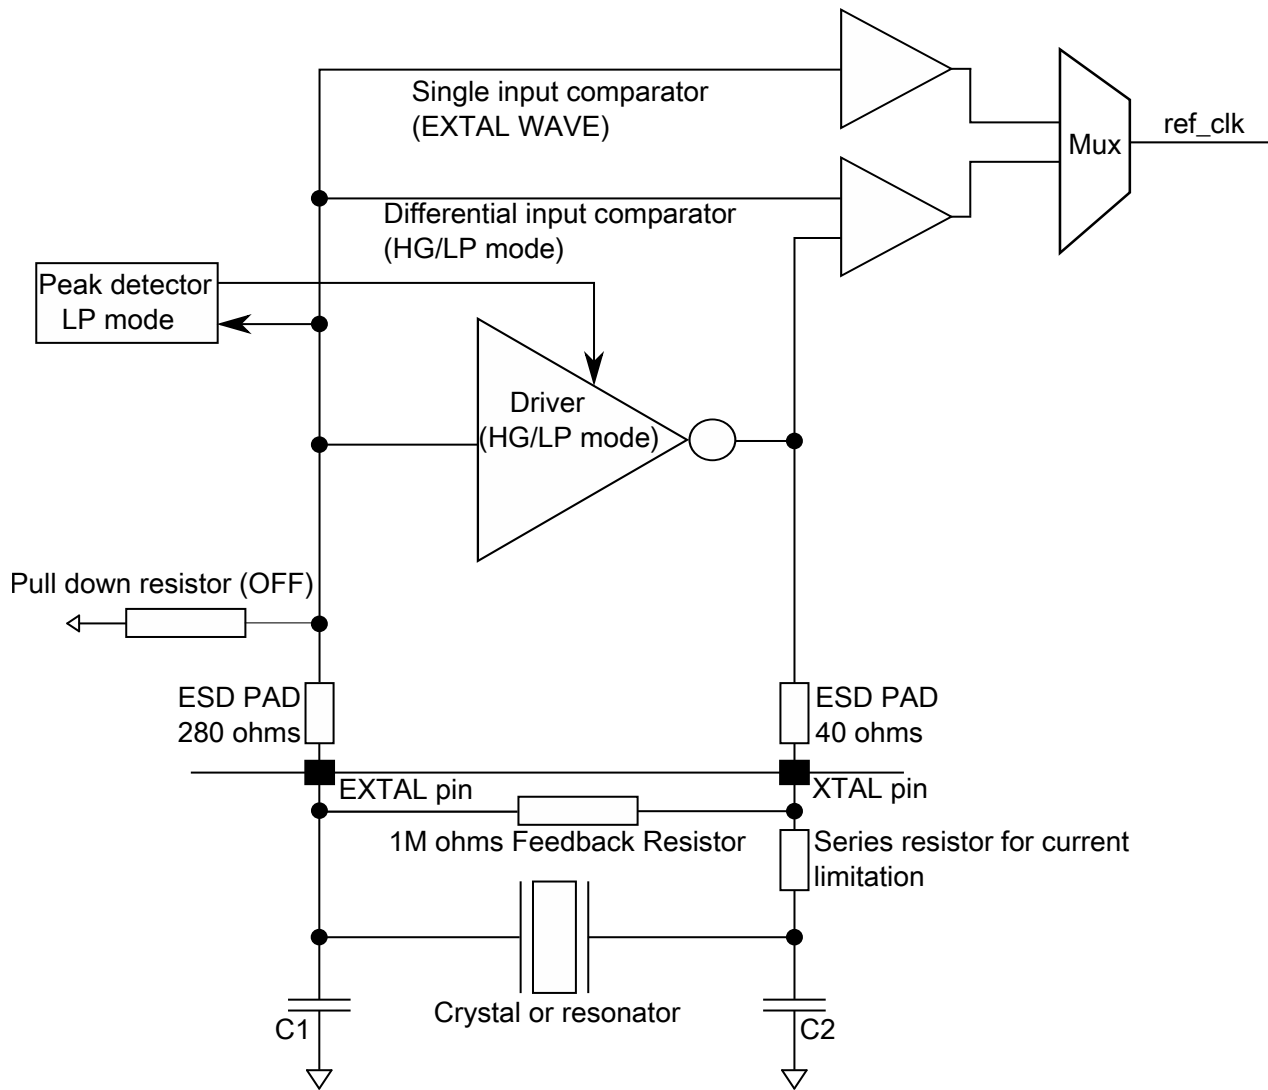 Single input comparator
(EXTAL WAVE)
ref_clk
Mux
Differential input comparator
(HG/LP mode)
Peak detector
LP mode
Driver
(HG/LP mode)
Pull down resistor (OFF)
ESD PAD
280 ohms
ESD PAD
40 ohms
EXTAL pin
XTAL pin
1M ohms Feedback Resistor
Series resistor for current
limitation
Crystal or resonator
C1
C2